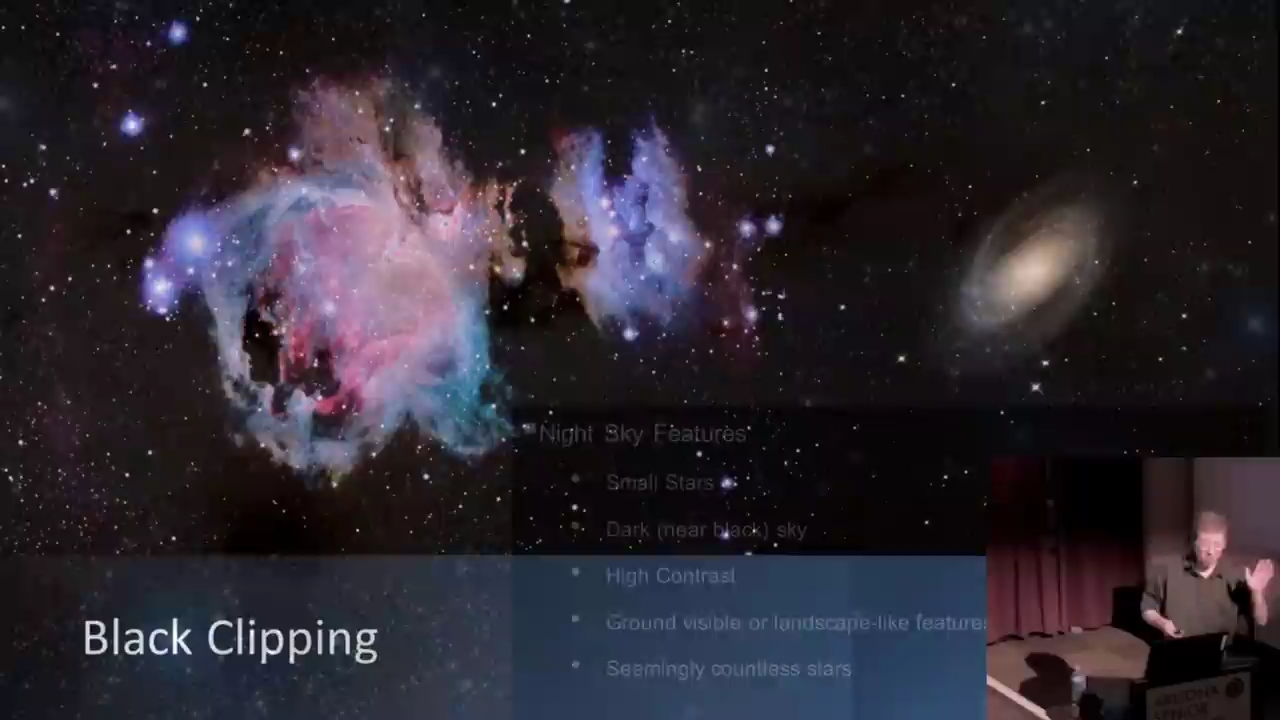 Night Sky Features
Small Stars
Dark (near black) sky
High Contrast
Ground visible or landscape-like features
Seemingly countless stars
Black Clipping
ARIZONA